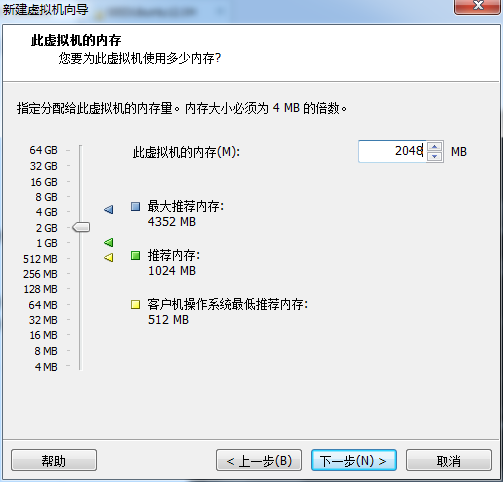 新建虚拟机向导
此虚拟机的内存
您要为此虚拟机使用多少内存?
指定分配给此虚拟机的内存量。内存大小必须为 4 MB 的倍数。
64 GB
32 GB
16 GB
8 GB
4 GB
2 GB
1 GB
512 MB
256 MB
128 MB
64 MB
32 MB
16 MB
8 MB
4 MB
此虚拟机的内存(M):
2048 MB
最大推荐内存:
4352 MB
推荐内存:
1024 MB
客户机操作系统最低推荐内存:
512 MB
帮助
< 上一步(B)
下一步(N) >
取消